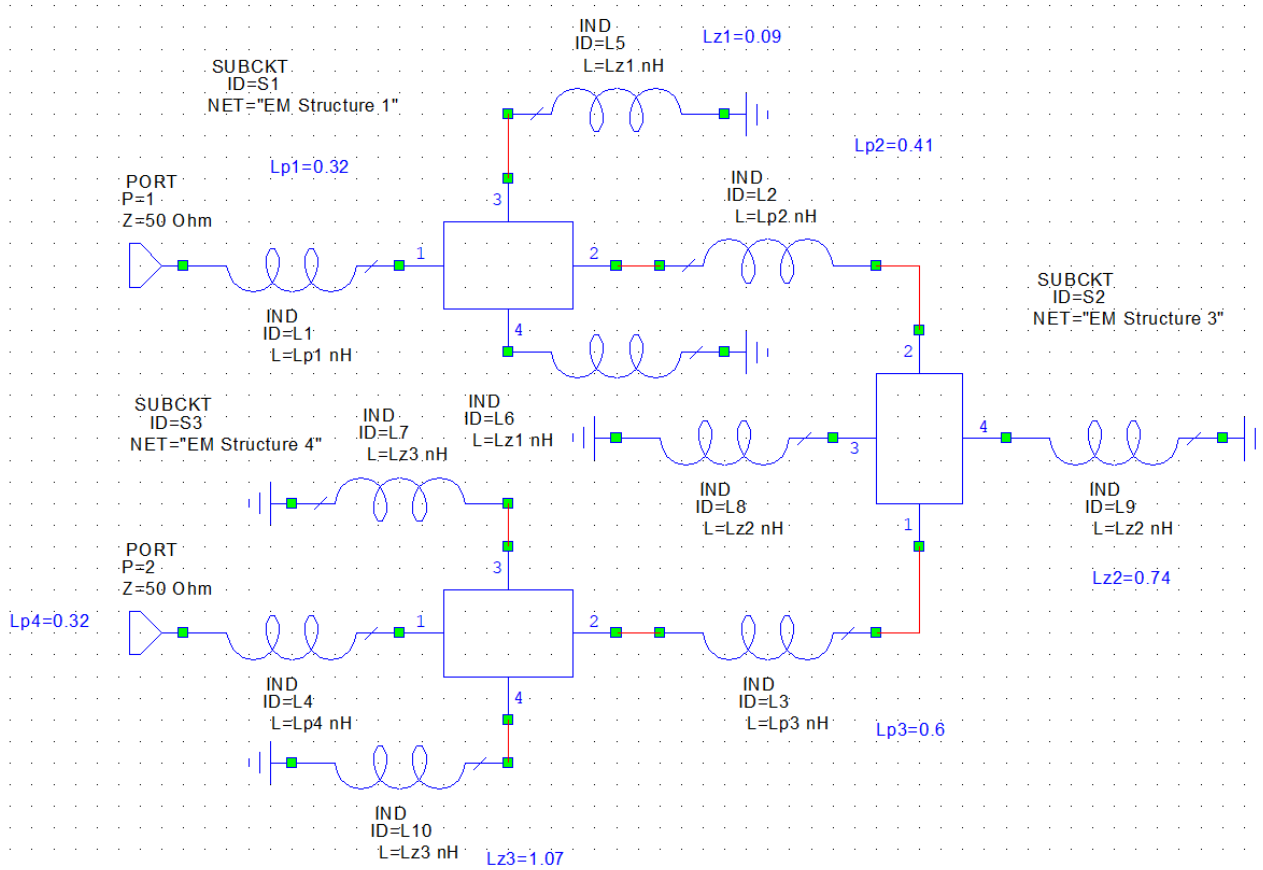 IND
ID=L5
L=Lz1 nH
Lz1=0.09
SUBCKT
ID=S1
NET="EM Structure 1"
Lp1=0.32
Lp2=0.41
PORT
P=1
Z=50 Ohm
IND
ID=L2
L=Lp2 nH
3
1
2
4
IND
ID=L1
L=Lp1 nH
SUBCKT
ID=S2
NET="EM Structure 3"
2
3
4
1
SUBCKT
ID=S3
NET="EM Structure 4"
IND
ID=L7
L=Lz3 nH
IND
ID=L6
L=Lz1 nH
IND
ID=L8
L=Lz2 nH
IND
ID=L9
L=Lz2 nH
Lz2=0.74
PORT
P=2
Z=50 Ohm
Lp4=0.32
3
1
2
4
IND
ID=L4
L=Lp4 nH
IND
ID=L3
L=Lp3 nH
Lp3=0.6
IND
ID=L10
L=Lz3 nH
Lz3=1.07